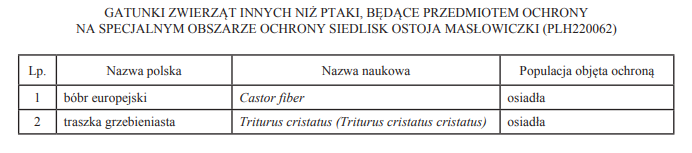 GATUNKI ZWIERZĄT INNYCH NIŻ PTAKI, BĘDĄCE PRZEDMIOTEM OCHRONY
NA SPECJALNYM OBSZARZE OCHRONY SIEDLISK OSTOJA MASŁOWICZKI (PLH220062)
Lp. Nazwa polska Nazwa naukowa Populacja objęta ochroną
1 bóbr europejski Castor fiber osiadła
2 traszka grzebieniasta Triturus cristatus (Triturus cristatus cristatus) osiadła